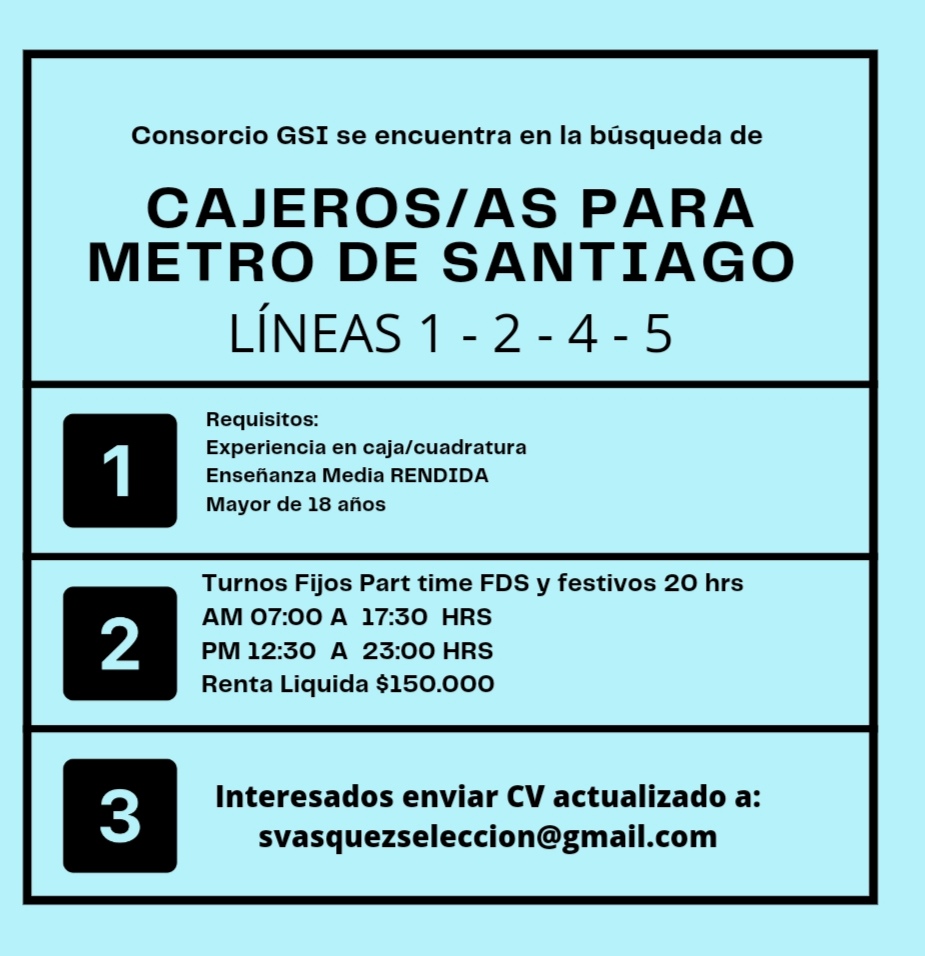 Consorcio GSI se encuentra en la búsqueda de
CAJEROS/AS PARA
METRO DE SANTIAGO
LÍNEAS 1 - 2 - 4 - 5
1
Requisitos:
Experiencia en caja/cuadratura
Enseñanza Media RENDIDA
Mayor de 18 años
2
Turnos Fijos Part time FDS y festivos 20 hrs
AM 07:00 A 17:30 HRS
PM 12:30 A 23:00 HRS
Renta Liquida $150.000
3
Interesados enviar CV actualizado a:
svasquezseleccion@gmail.com